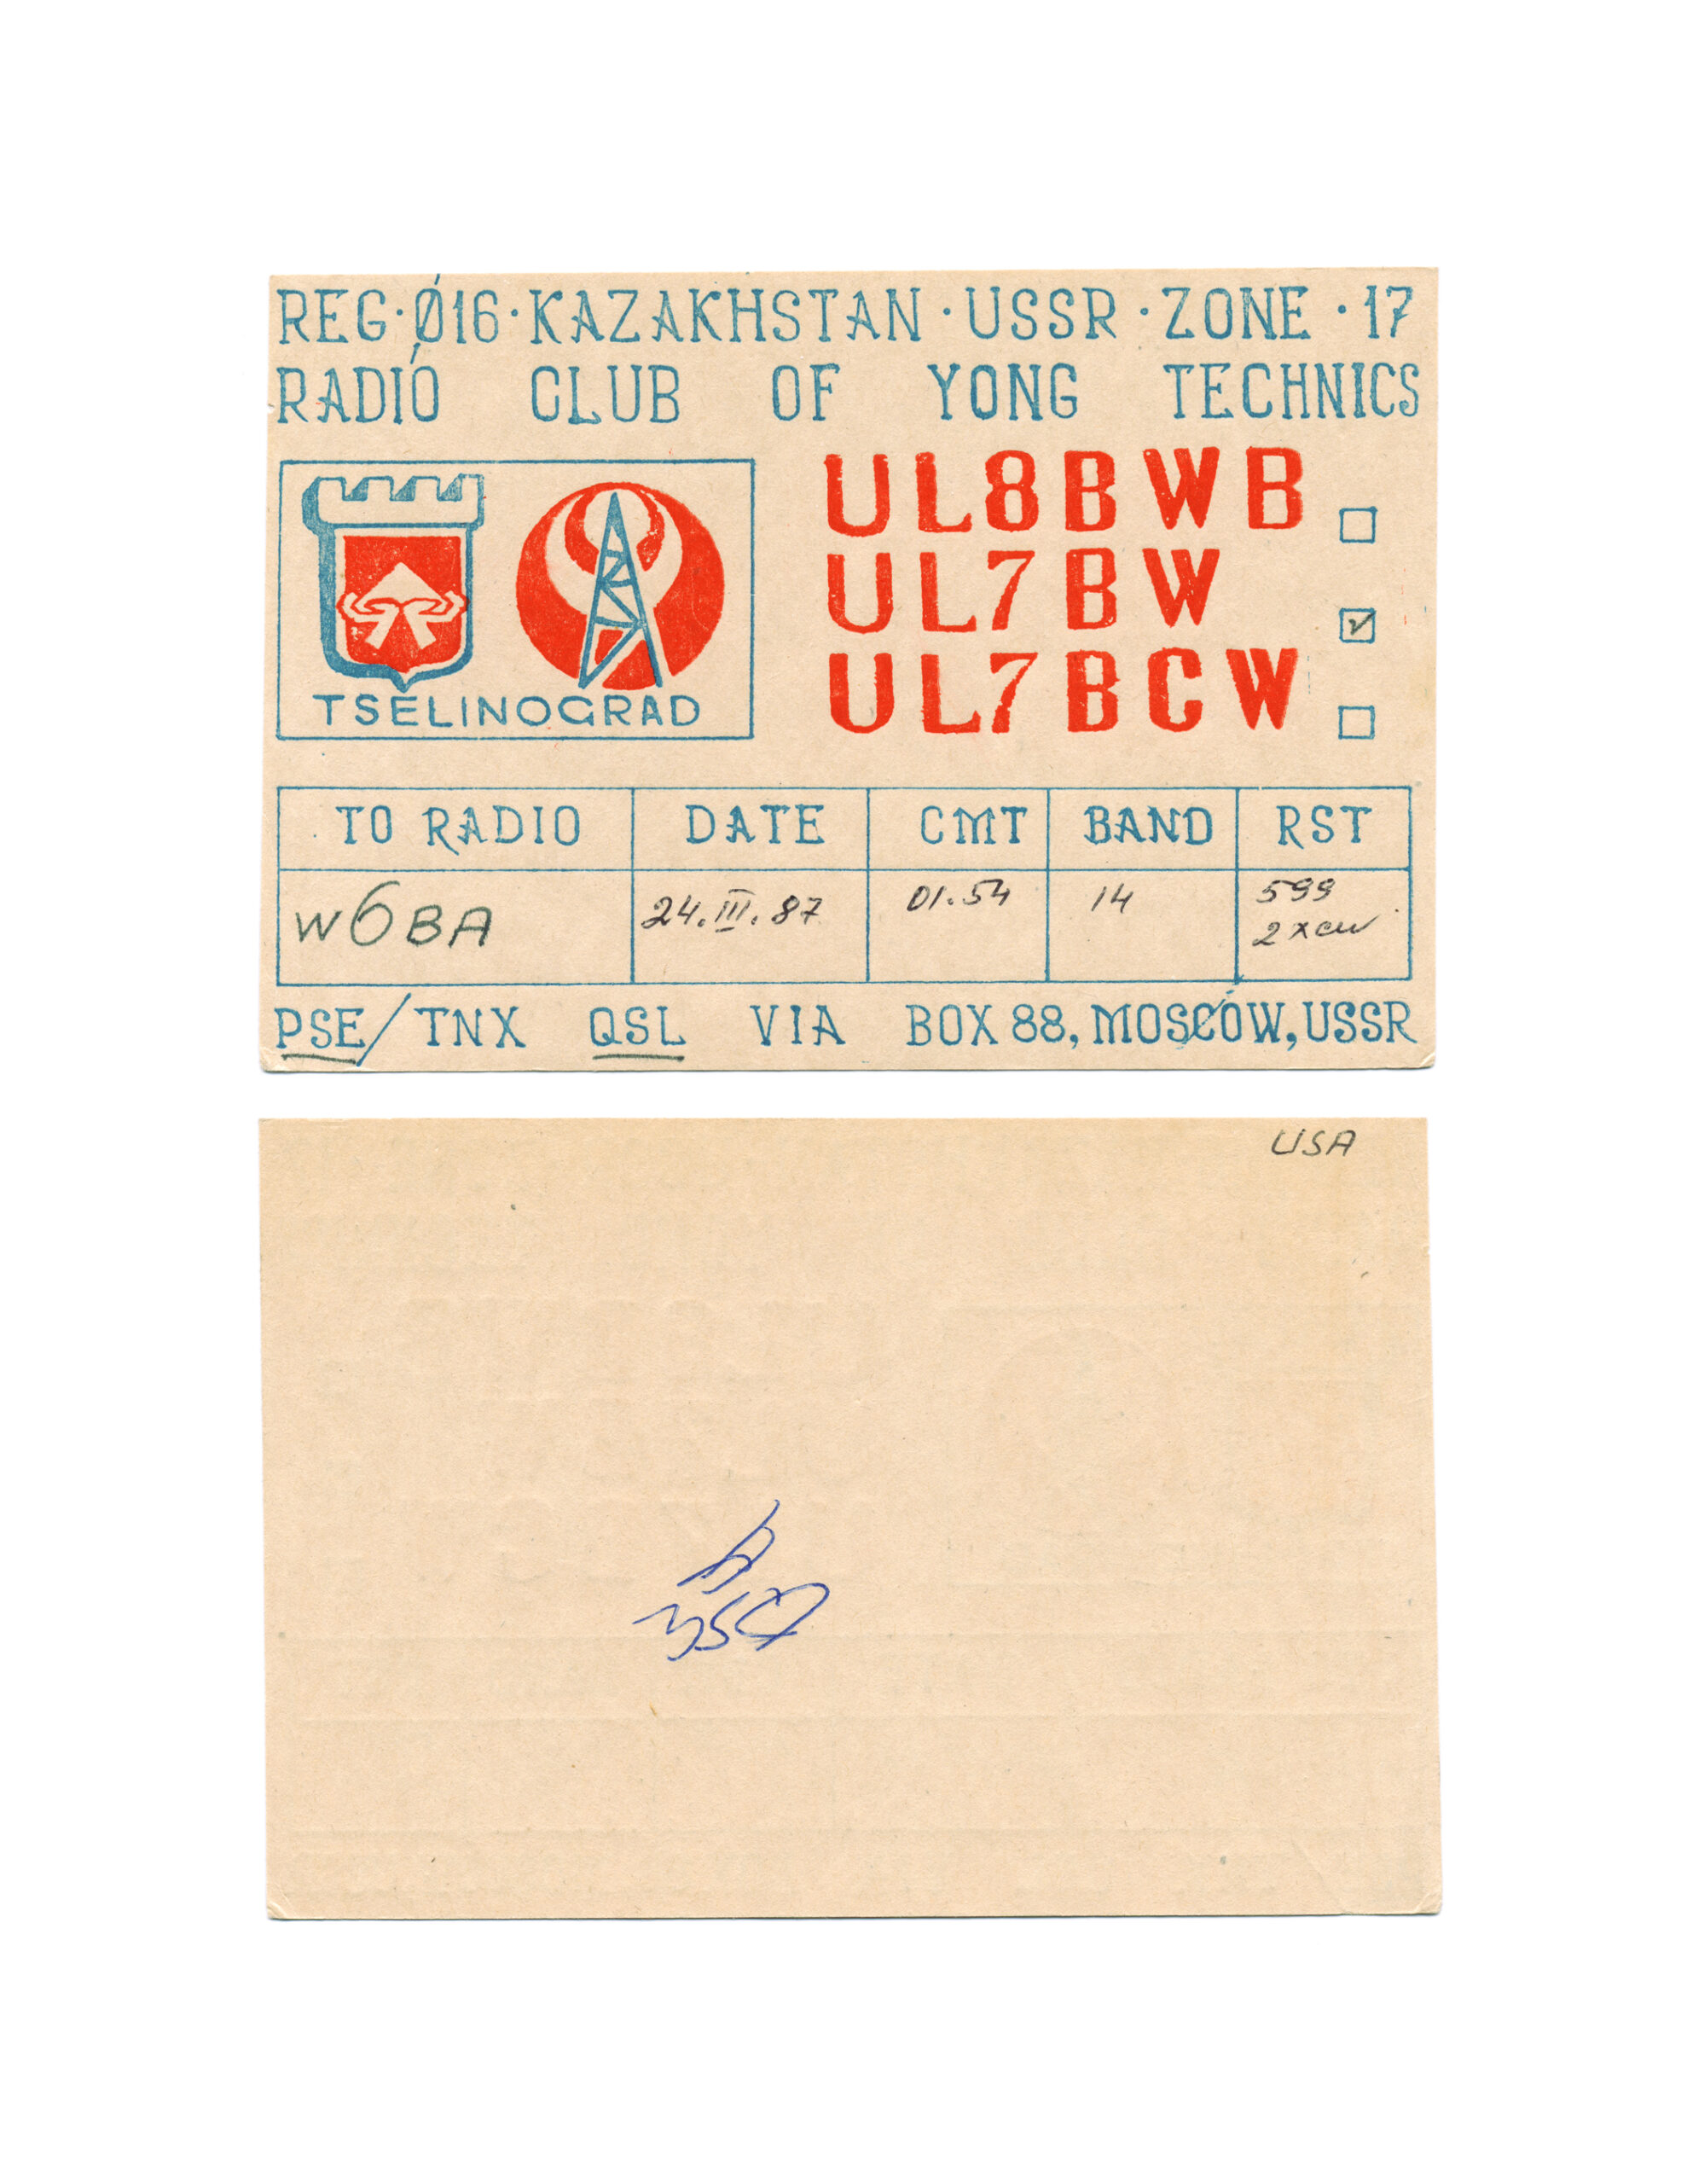 REG·Ø16·KAZAKHSTAN·USSR·ZONE·17
RADIO CLUB OF YONG TECHNICS
UL8BWB
UL7BW
UL7BCW
TSELINOGRAD
TO RADIO DATE CMT BAND RST
W6BA 24.III.87 01.54 14 599
2xcw
PSE/TNX QSL VIA BOX 88, MOSCOW, USSR
USA